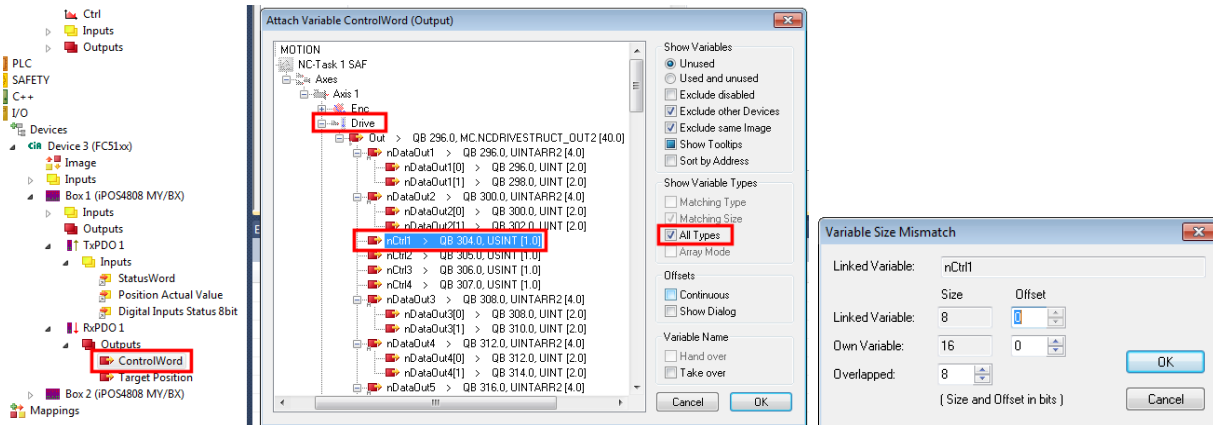 Ctrl
Inputs
Outputs
PLC
SAFETY
C++
I/O
Devices
Device 3 (FC51xx)
Image
Inputs
Box 1 (iPOS4808 MY/BX)
Inputs
Outputs
TxPDO 1
Inputs
StatusWord
Position Actual Value
Digital Inputs Status 8bit
RxPDO 1
Outputs
ControlWord
Target Position
Box 2 (iPOS4808 MY/BX)
Mappings
Attach Variable ControlWord (Output)
MOTION
NC-Task 1 SAF
Axes
Axis 1
Enc
Drive
Out > QB 296.0, MC.NCDRIVESTRUCT_OUT2 [40.0]
nDataOut1 > QB 296.0, UINTARR2 [4.0]
nDataOut1[0] > QB 296.0, UINT [2.0]
nDataOut1[1] > QB 298.0, UINT [2.0]
nDataOut2 > QB 300.0, UINTARR2 [4.0]
nDataOut2[0] > QB 300.0, UINT [2.0]
nDataOut2[1] > QB 302.0, UINT [2.0]
nCtrl1 > QB 304.0, USINT [1.0]
nCtrl2 > QB 305.0, USINT [1.0]
nCtrl3 > QB 306.0, USINT [1.0]
nCtrl4 > QB 307.0, USINT [1.0]
nDataOut3 > QB 308.0, UINTARR2 [4.0]
nDataOut3[0] > QB 308.0, UINT [2.0]
nDataOut3[1] > QB 310.0, UINT [2.0]
nDataOut4 > QB 312.0, UINTARR2 [4.0]
nDataOut4[0] > QB 312.0, UINT [2.0]
nDataOut4[1] > QB 314.0, UINT [2.0]
nDataOut5 > QB 316.0, UINTARR2 [4.0]
Show Variables
Unused
Used and unused
Exclude disabled
Exclude other Devices
Exclude same Image
Show Tooltips
Sort by Address
Show Variable Types
Matching Type
Matching Size
All Types
Array Mode
Offsets
Continuous
Show Dialog
Variable Name
Hand over
Take over
Cancel OK
Variable Size Mismatch
Linked Variable: nCtrl1
Size Offset
Linked Variable: 8 0
Own Variable: 16 0
Overlapped: 8
( Size and Offset in bits )
OK
Cancel